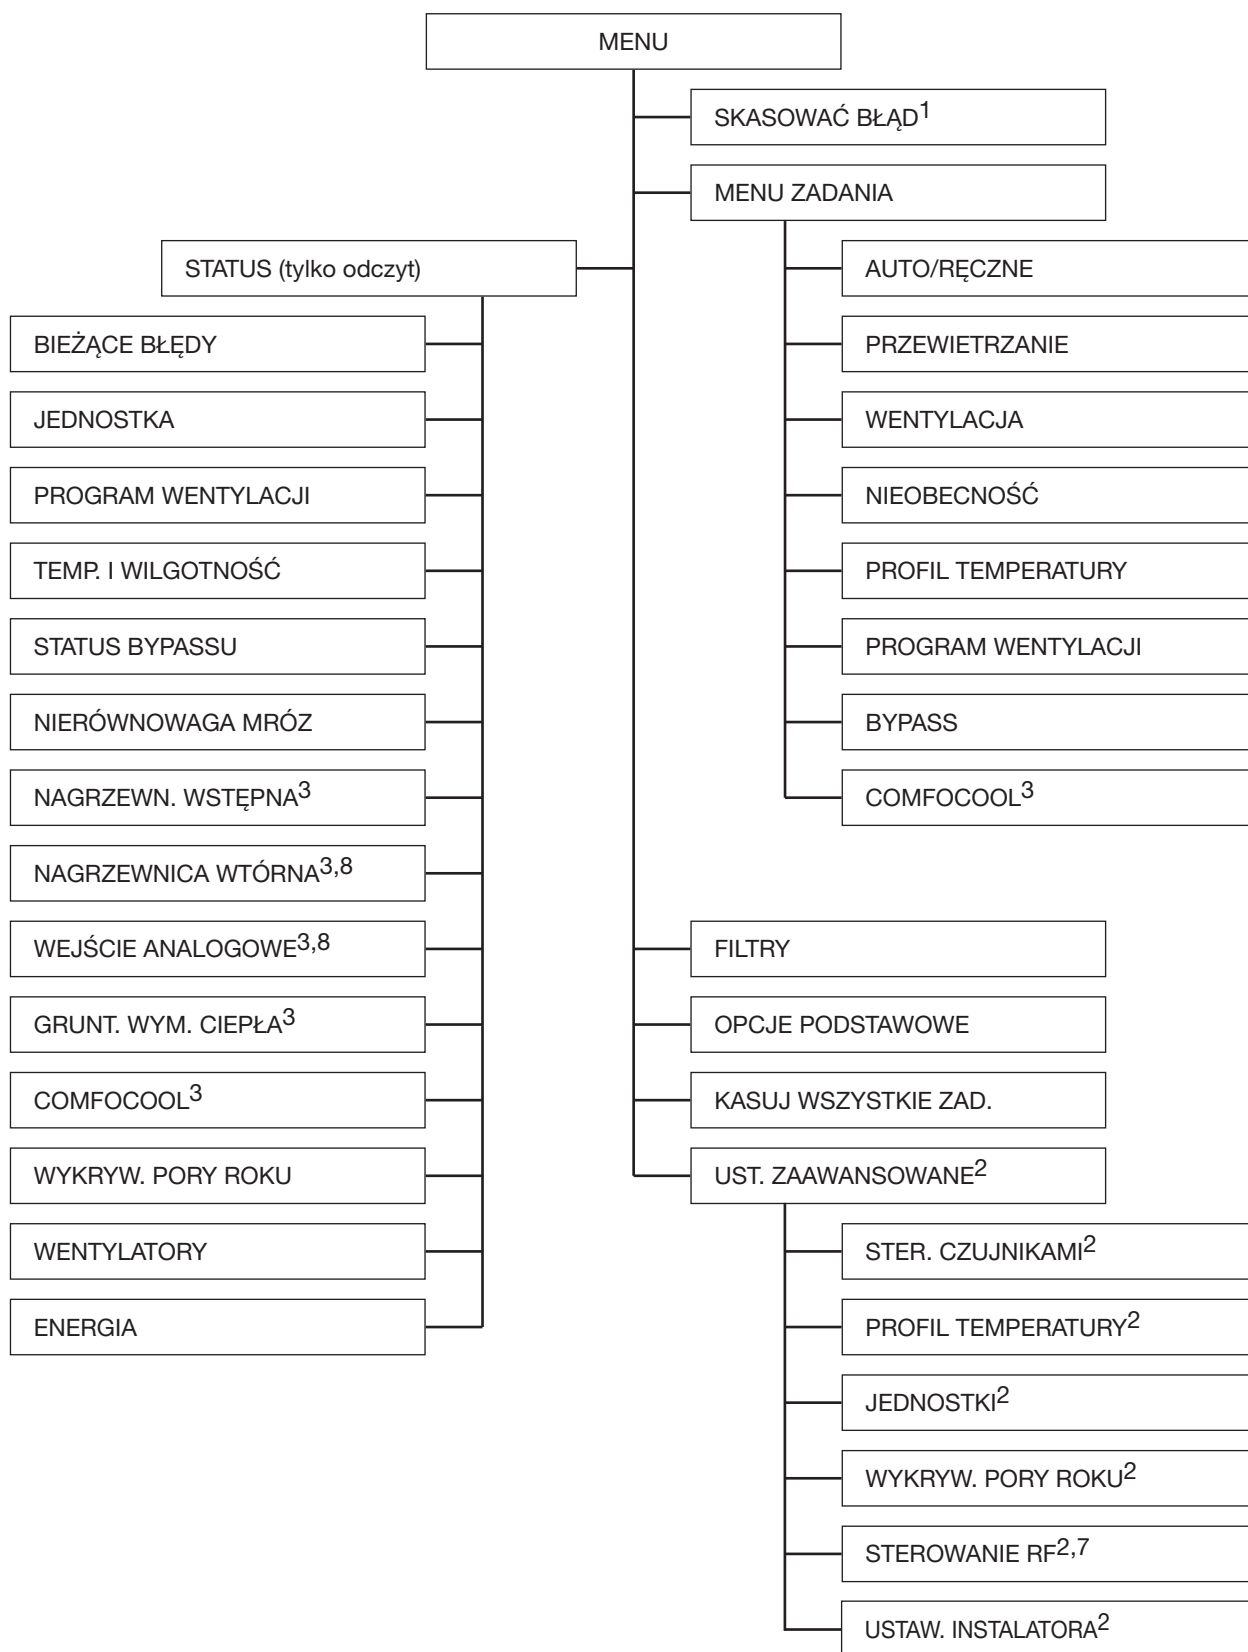 MENU
SKASOWAĆ BŁĄD1
MENU ZADANIA
AUTO/RĘCZNE
PRZEWIETRZANIE
WENTYLACJA
NIEOBECNOŚĆ
PROFIL TEMPERATURY
PROGRAM WENTYLACJI
BYPASS
COMFOCOOL3
STATUS (tylko odczyt)
BIEŻĄCE BŁĘDY
JEDNOSTKA
PROGRAM WENTYLACJI
TEMP. I WILGOTNOŚĆ
STATUS BYPASSU
NIERÓWNOWAGA MRÓZ
NAGRZEWN. WSTĘPNA3
NAGRZEWNICA WTÓRNA3,8
WEJŚCIE ANALOGOWE3,8
GRUNT. WYM. CIEPŁA3
COMFOCOOL3
WYKRYW. PORY ROKU
WENTYLATORY
ENERGIA
FILTRY
OPCJE PODSTAWOWE
KASUJ WSZYSTKIE ZAD.
UST. ZAAWANSOWANE2
STER. CZUJNIKAMI2
PROFIL TEMPERATURY2
JEDNOSTKI2
WYKRYW. PORY ROKU2
STEROWANIE RF2,7
USTAW. INSTALATORA2